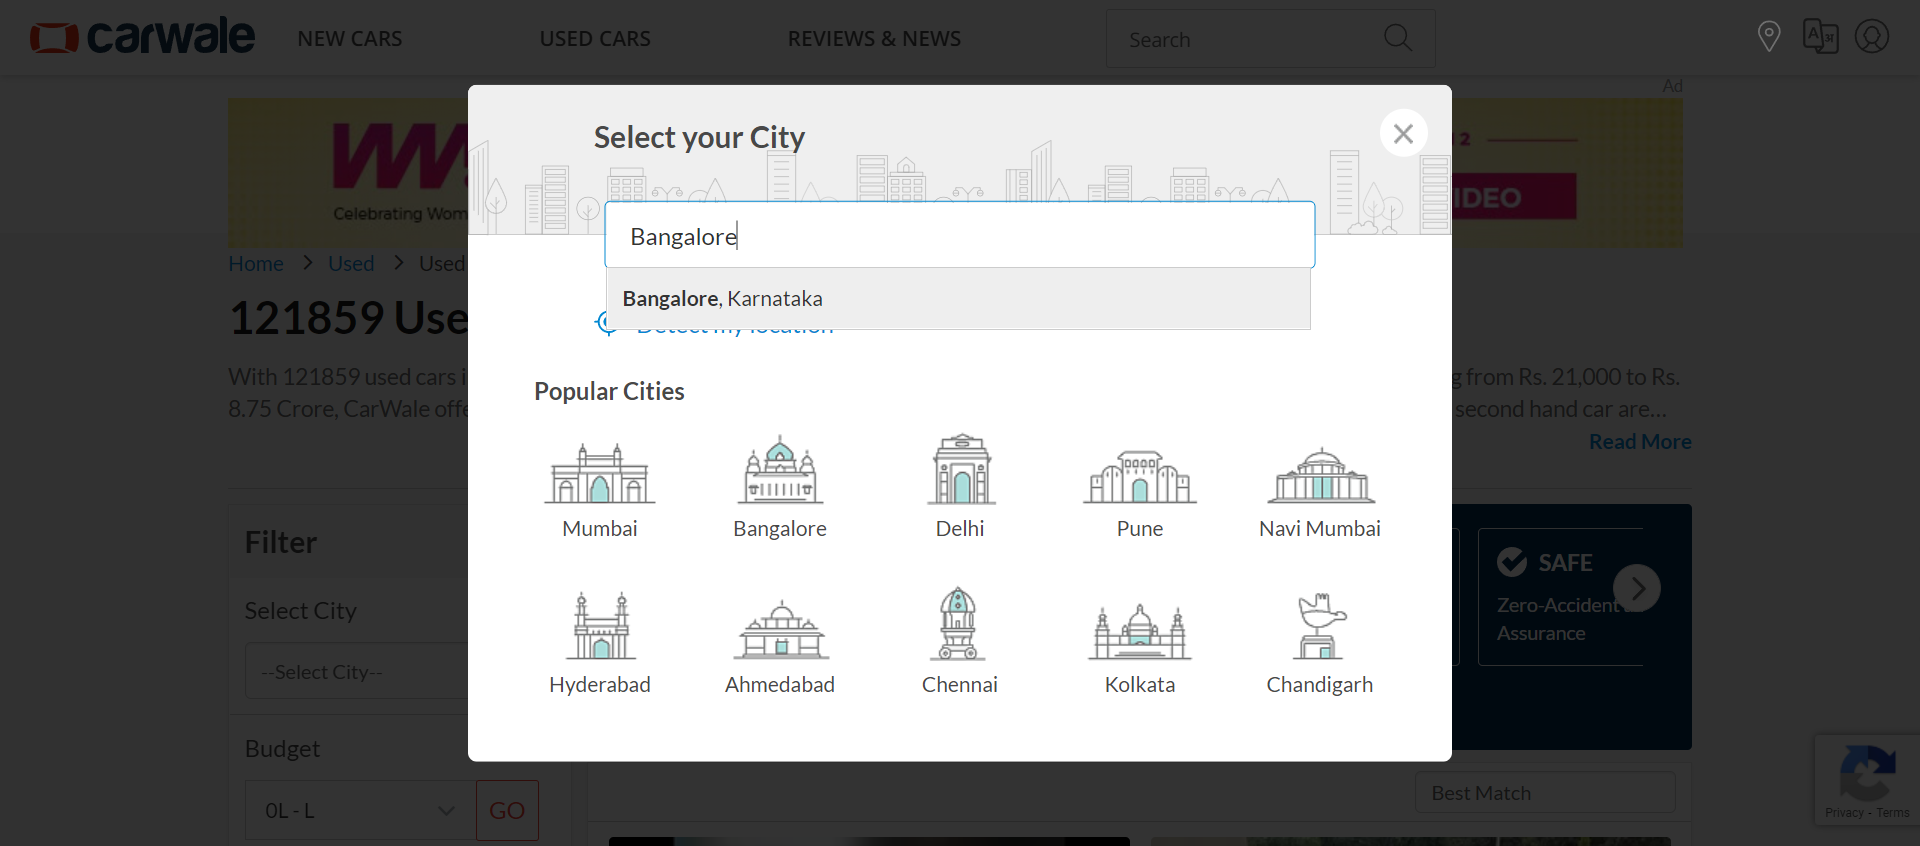 carwale NEW CARS USED CARS REVIEWS & NEWS Search
Ad
Select your City
2
VIDEO
Celebrating Wom
Bangalore
Home > Used > Used
Bangalore, Karnataka
121859 Use
Detect my location
With 121859 used cars i
g from Rs. 21,000 to Rs.
8.75 Crore, CarWale offe
second hand car are...
Read More
Popular Cities
Mumbai Bangalore Delhi Pune Navi Mumbai
Hyderabad Ahmedabad Chennai Kolkata Chandigarh
Filter
Select City
--Select City--
Budget
0L - L GO
SAFE
Zero-Accident
Assurance
Best Match
Privacy - Terms